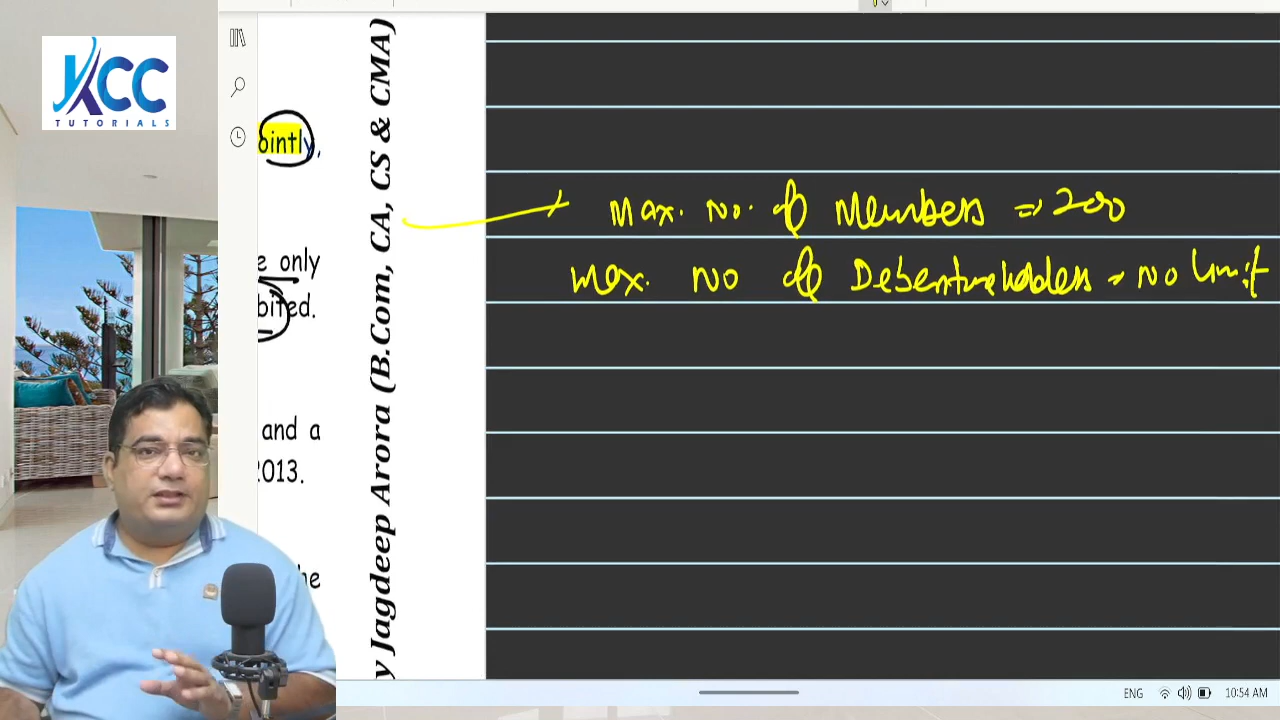 KCC
TUTORIALS
ointly,
e only
bited.
and a
2013.
he
y Jagdeep Arora (B.Com, CA, CS & CMA)
Max. No. of Members => 200
Max. No of Debentureholders = No Limit
ENG
10:54 AM